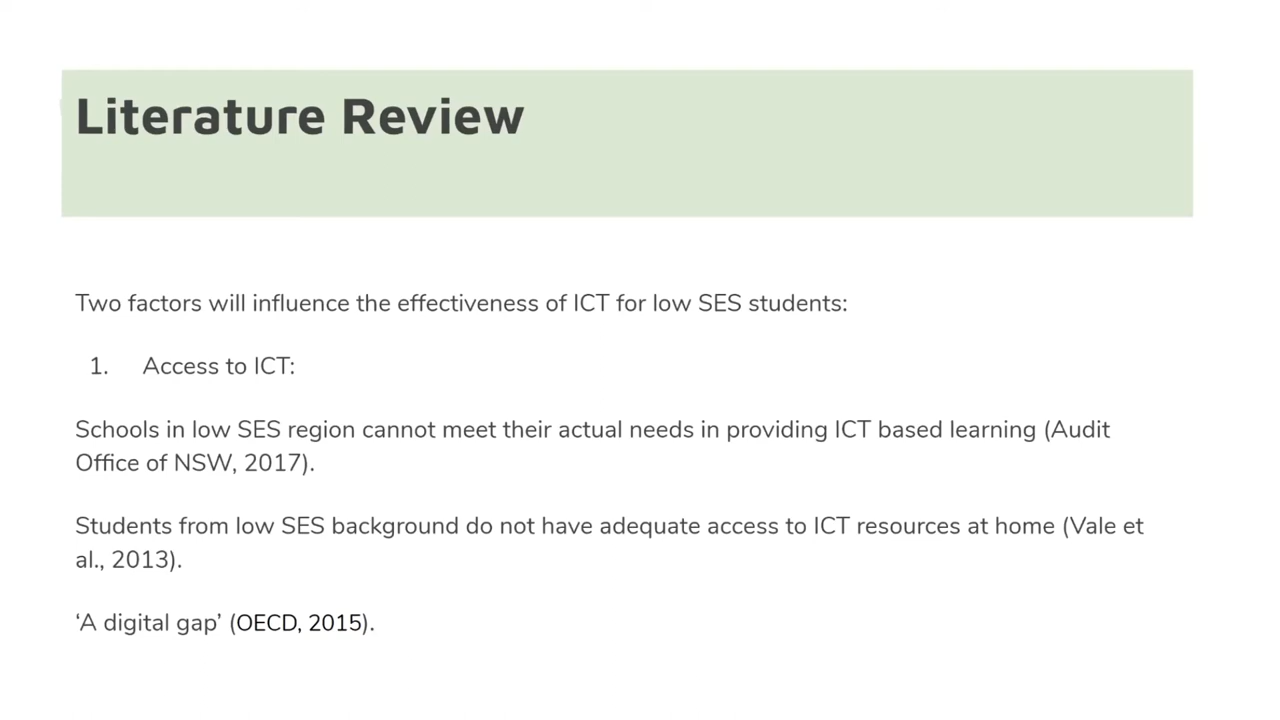 Literature Review
Two factors will influence the effectiveness of ICT for low SES students:
1. Access to ICT:
Schools in low SES region cannot meet their actual needs in providing ICT based learning (Audit
Office of NSW, 2017).
Students from low SES background do not have adequate access to ICT resources at home (Vale et
al., 2013).
‘A digital gap’ (OECD, 2015).